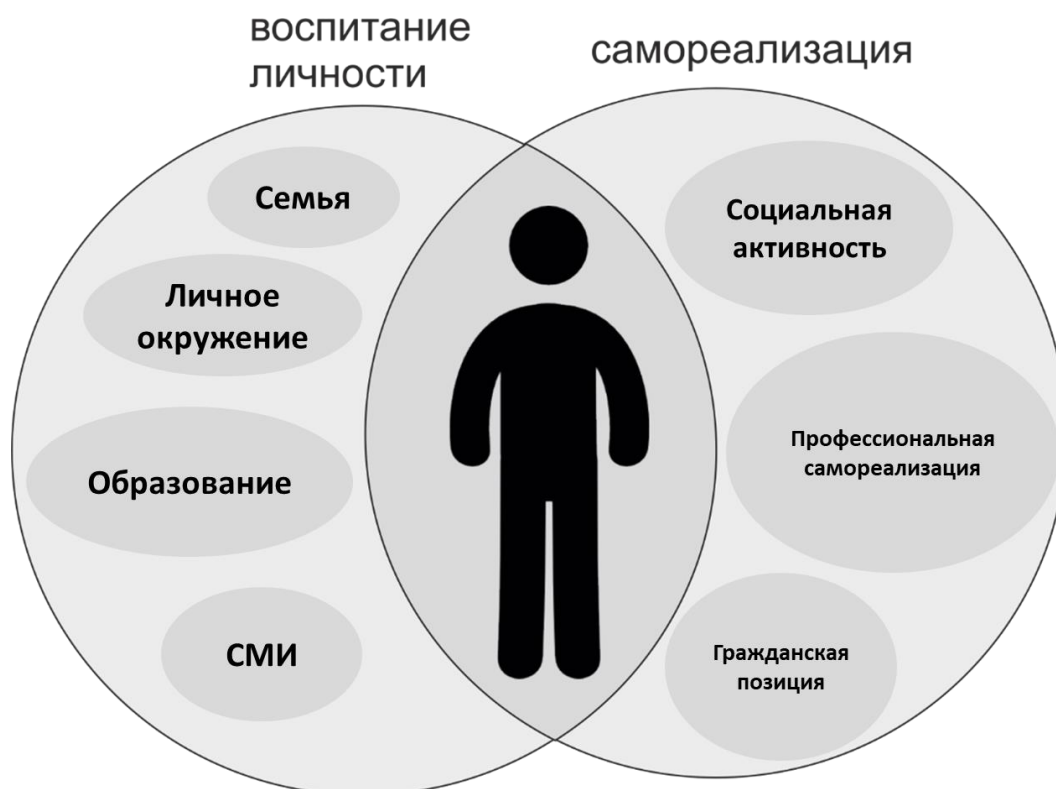 воспитание
личности
самореализация
Семья
Личное
окружение
Образование
СМИ
Социальная
активность
Профессиональная
самореализация
Гражданская
позиция